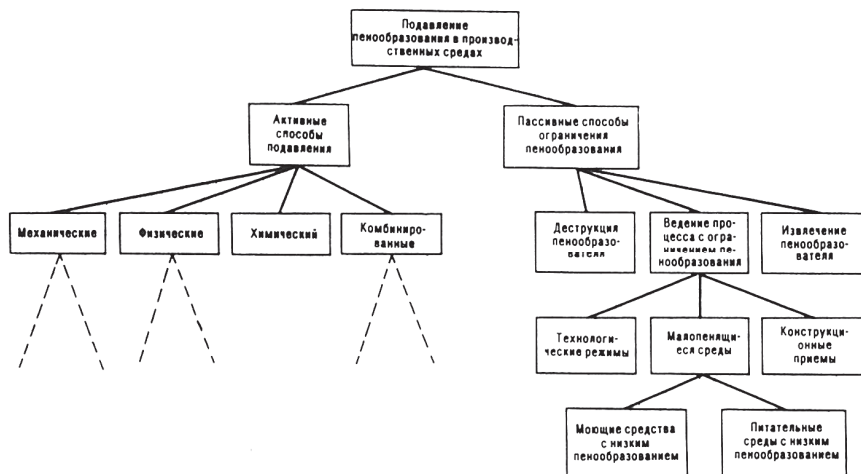 Подавление
пенообразования в производ-
ственных средах
Активные
способы
подавления
Пассивные способы
ограничения
пенообразования
Механические
Физические
Химический
Комбиниро-
ванные
Деструкция
пенообразо-
вателя
Ведение про-
цесса с огра-
ничением пе-
нообразования
Извлечение
пенообразо-
вателя
Технологи-
ческие режимы
Малопенящи-
еся среды
Конструкци-
онные
приемы
Моющие средства
с низким
пенообразованием
Питательные
среды с низким
пенообразованием